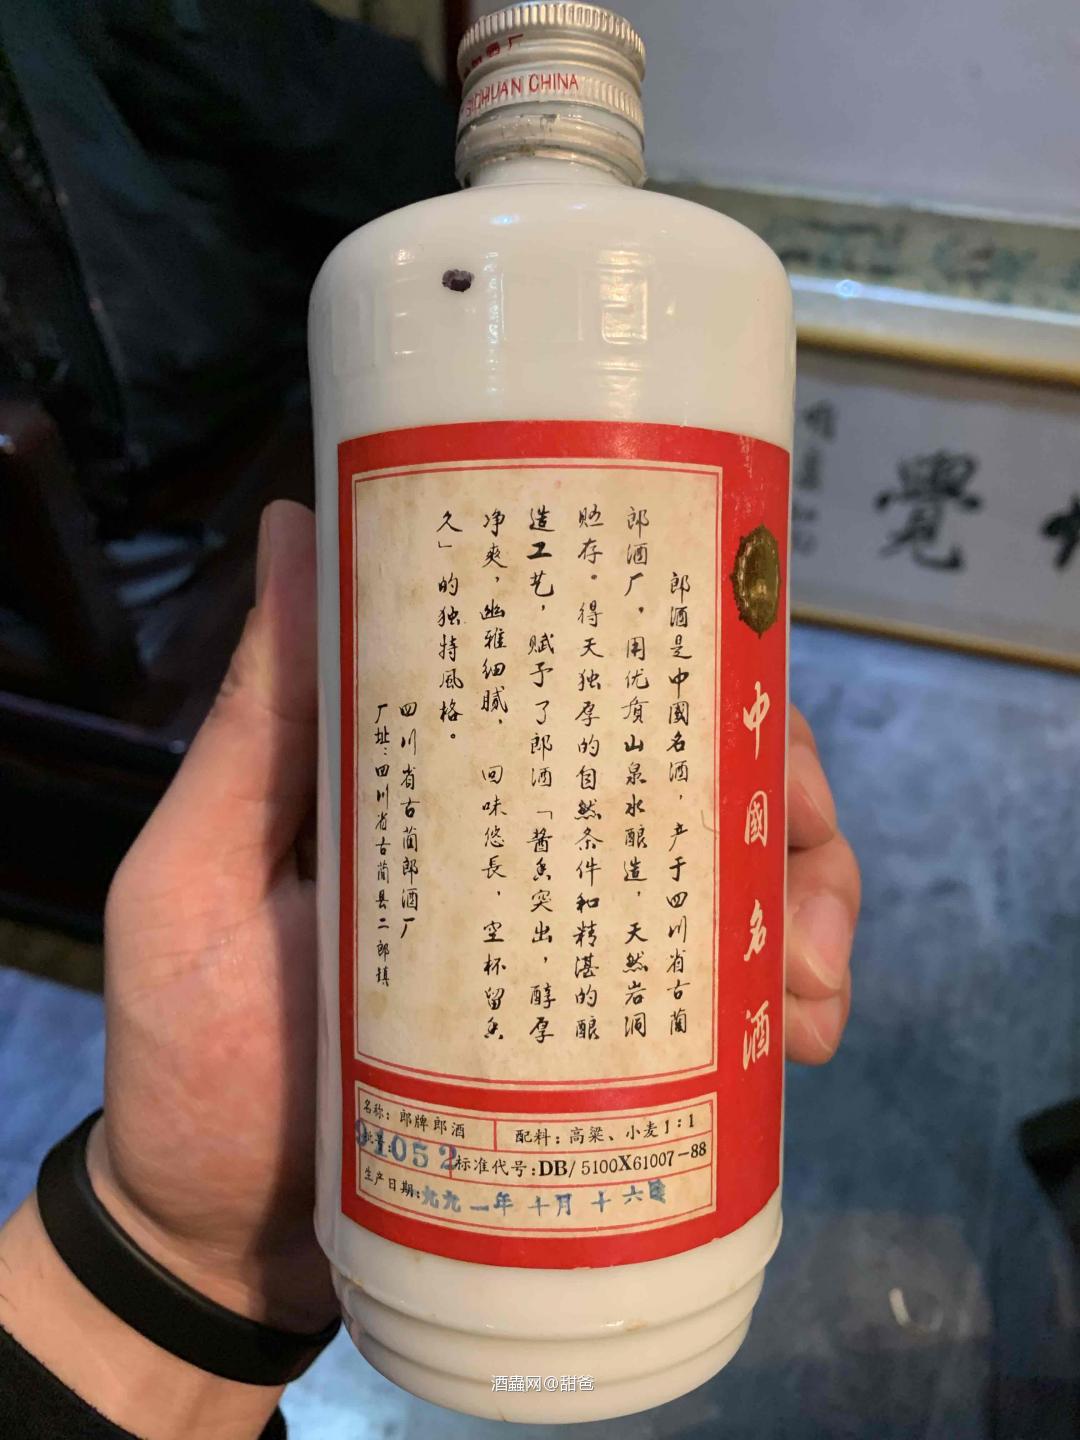 SICHUAN CHINA
郎酒是中國名酒，产于四川省古蔺
郎酒厂。用优质山泉水酿造，天然岩洞
贮存。得天独厚的自然条件和精湛的酿
造工艺，赋予了郎酒「酱香突出，醇厚
净爽，幽雅细腻，回味悠長，空杯留香
久」的独特风格。
四川省古蔺郎酒厂
厂址：四川省古蔺县二郎镇
中國名酒
名称：郎牌郎酒
配料：高粱、小麦1：1
批号：91052
标准代号：DB/5100X61007-88
生产日期：九九一年十月十六日
覺
酒蟲网@甜爸